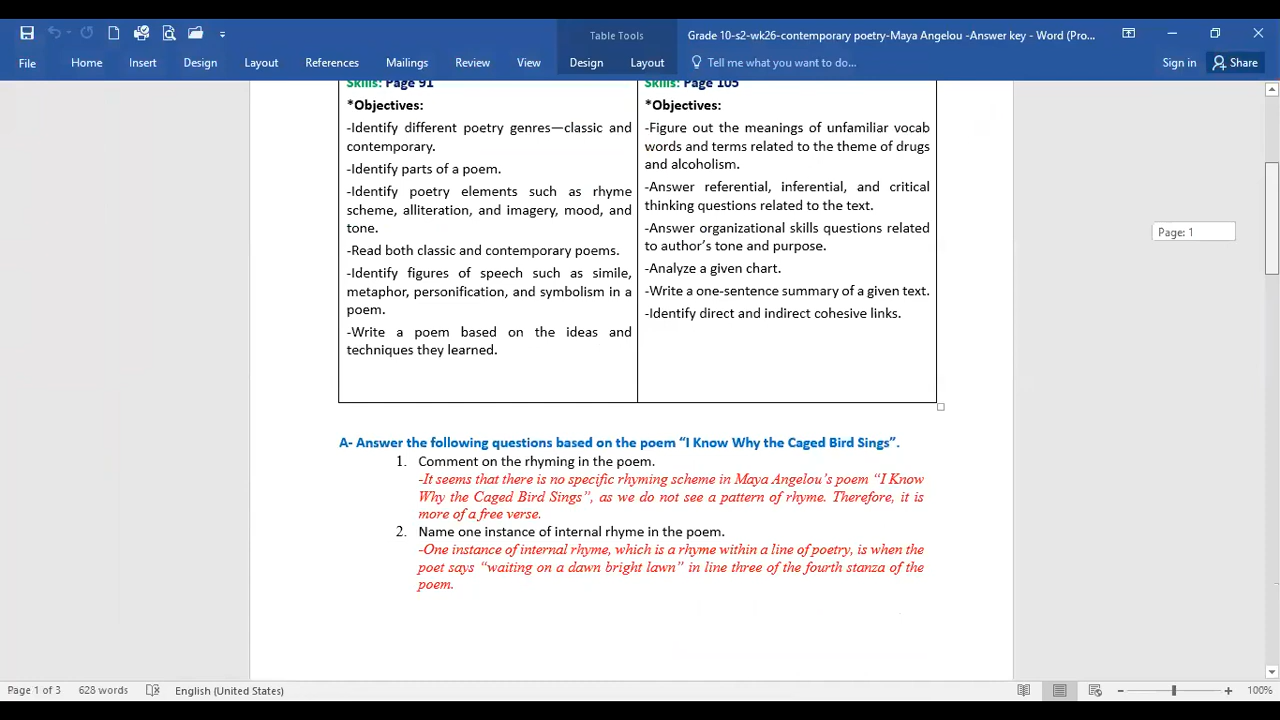 Table Tools
Grade 10-s2-wk26-contemporary poetry-Maya Angelou -Answer key - Word (Pro...
File
Home
Insert
Design
Layout
References
Mailings
Review
View
Design
Layout
Tell me what you want to do...
Sign in
Share
Skills: Page 91
*Objectives:
-Identify different poetry genres—classic and
contemporary.
-Identify parts of a poem.
-Identify poetry elements such as rhyme
scheme, alliteration, and imagery, mood, and
tone.
-Read both classic and contemporary poems.
-Identify figures of speech such as simile,
metaphor, personification, and symbolism in a
poem.
-Write a poem based on the ideas and
techniques they learned.
Skills: Page 105
*Objectives:
-Figure out the meanings of unfamiliar vocab
words and terms related to the theme of drugs
and alcoholism.
-Answer referential, inferential, and critical
thinking questions related to the text.
-Answer organizational skills questions related
to author’s tone and purpose.
-Analyze a given chart.
-Write a one-sentence summary of a given text.
-Identify direct and indirect cohesive links.
Page: 1
A- Answer the following questions based on the poem “I Know Why the Caged Bird Sings”.
1. Comment on the rhyming in the poem.
-It seems that there is no specific rhyming scheme in Maya Angelou’s poem “I Know
Why the Caged Bird Sings”, as we do not see a pattern of rhyme. Therefore, it is
more of a free verse.
2. Name one instance of internal rhyme in the poem.
-One instance of internal rhyme, which is a rhyme within a line of poetry, is when the
poet says “waiting on a dawn bright lawn” in line three of the fourth stanza of the
poem.
Page 1 of 3
628 words
English (United States)
100%